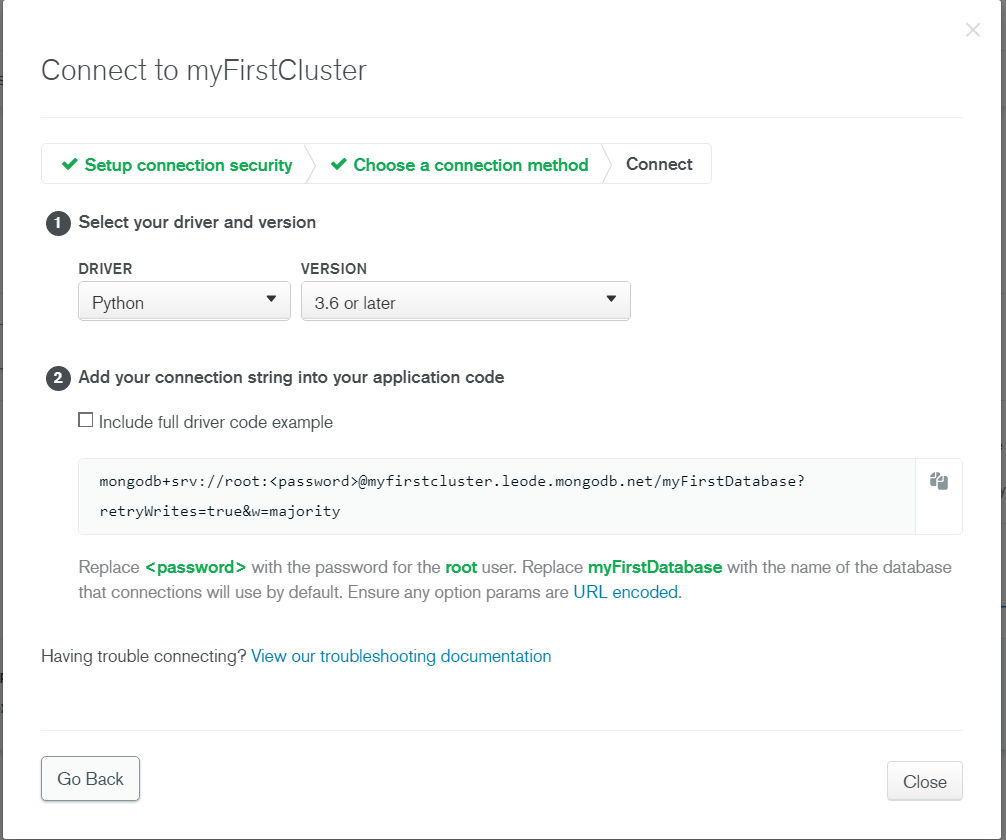 Connect to myFirstCluster
Setup connection security
Choose a connection method
Connect
1 Select your driver and version
DRIVER VERSION
Python 3.6 or later
2 Add your connection string into your application code
Include full driver code example
mongodb+srv://root:<password>@myfirstcluster.leode.mongodb.net/myFirstDatabase?
retryWrites=true&w=majority
Replace <password> with the password for the root user. Replace myFirstDatabase with the name of the database
that connections will use by default. Ensure any option params are URL encoded.
Having trouble connecting? View our troubleshooting documentation
Go Back
Close